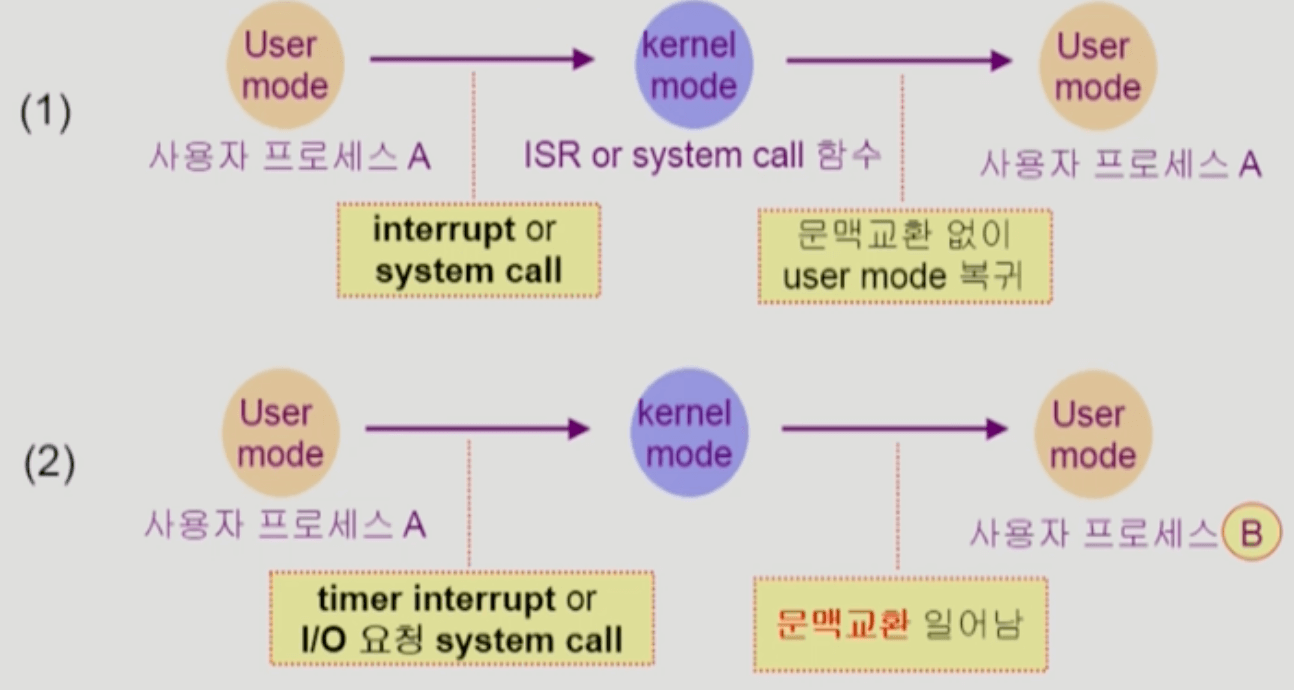 (1)
User mode
kernel mode
User mode
사용자 프로세스 A
ISR or system call 함수
사용자 프로세스 A
interrupt or
system call
문맥교환 없이
user mode 복귀
(2)
User mode
kernel mode
User mode
사용자 프로세스 A
사용자 프로세스 B
timer interrupt or
I/O 요청 system call
문맥교환 일어남